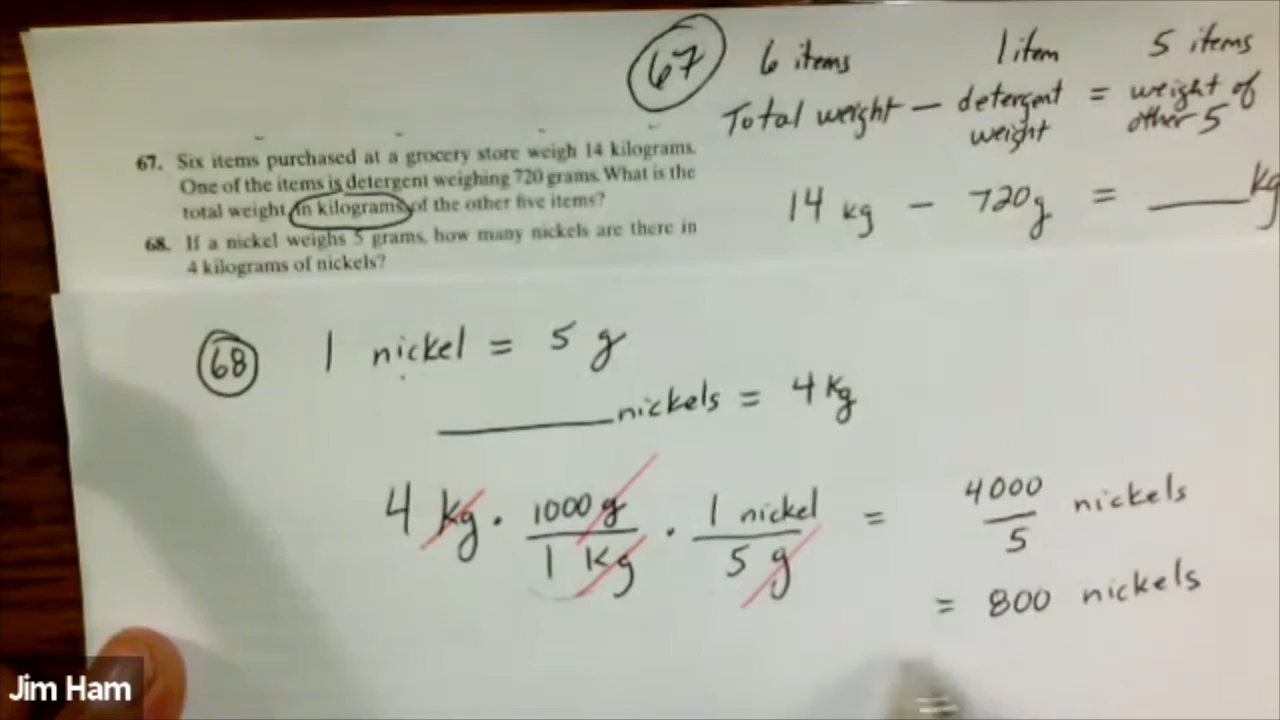 67 6 items 1 item 5 items
Total weight – detergent weight = weight of other 5
14 kg – 720g = ____ kg
67. Six items purchased at a grocery store weigh 14 kilograms.
One of the items is detergent weighing 720 grams. What is the
total weight in kilograms of the other five items?
68. If a nickel weighs 5 grams, how many nickels are there in
4 kilograms of nickels?
68 1 nickel = 5 g
____ nickels = 4 Kg
4 kg · 1000 g / 1 Kg · 1 nickel / 5 g = 4000 / 5 nickels
= 800 nickels
Jim Ham